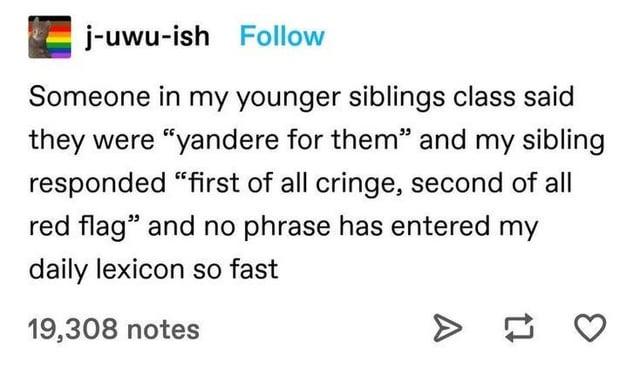 j-uwu-ish Follow
Someone in my younger siblings class said
they were “yandere for them” and my sibling
responded “first of all cringe, second of all
red flag” and no phrase has entered my
daily lexicon so fast
19,308 notes